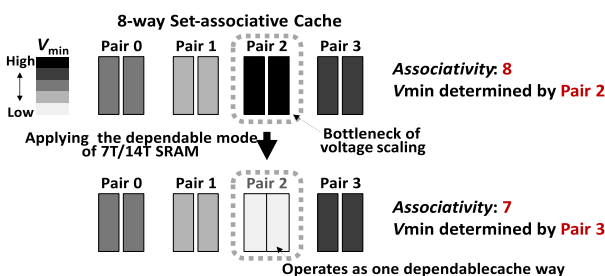 8-way Set-associative Cache
Vmin
High
Low
Pair 0 Pair 1 Pair 2 Pair 3
Associativity: 8
Vmin determined by Pair 2
Applying the dependable mode
of 7T/14T SRAM
Bottleneck of
voltage scaling
Pair 0 Pair 1 Pair 2 Pair 3
Associativity: 7
Vmin determined by Pair 3
Operates as one dependablecache way